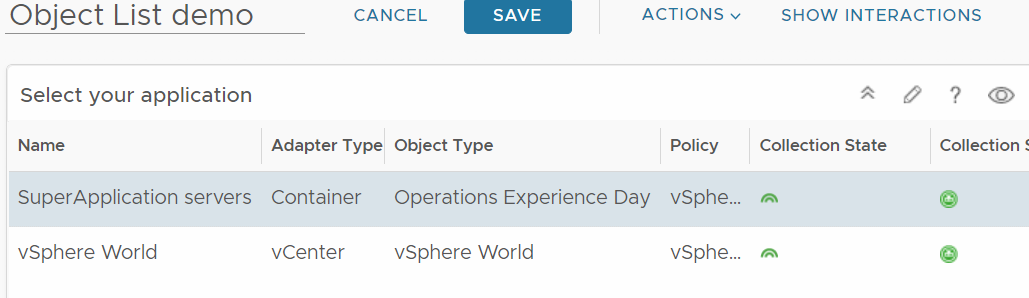 Object List demo CANCEL SAVE ACTIONS SHOW INTERACTIONS
Select your application ?
Name Adapter Type Object Type Policy Collection State Collection S
SuperApplication servers Container Operations Experience Day vSphe...
vSphere World vCenter vSphere World vSphe...